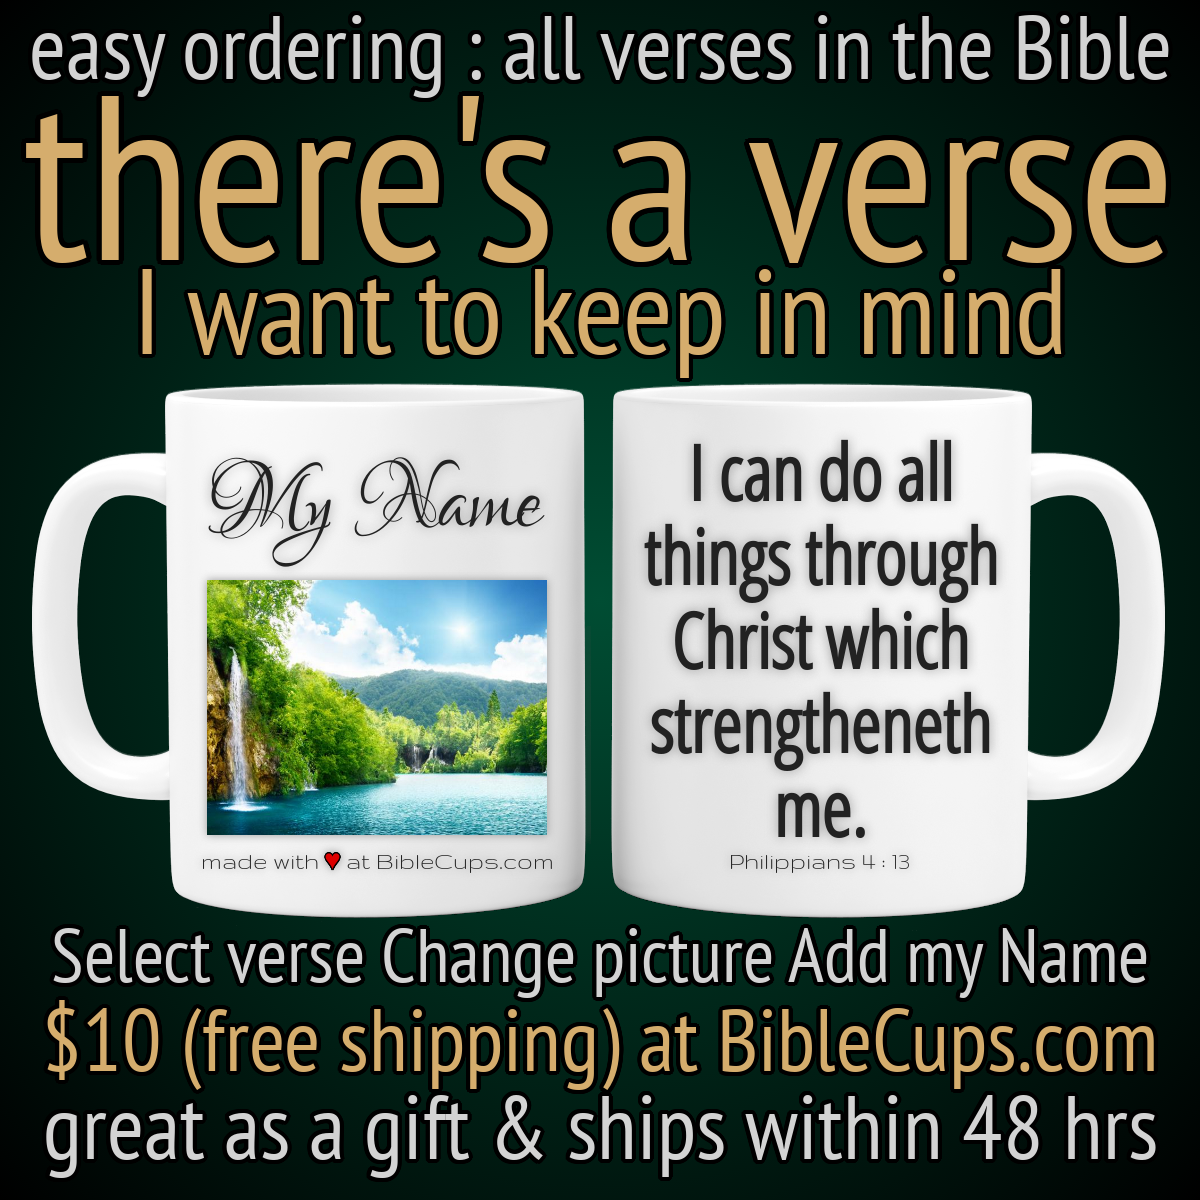 easy ordering : all verses in the Bible
there's a verse
I want to keep in mind
My Name
made with at BibleCups.com
I can do all
things through
Christ which
strengtheneth
me.
Philippians 4 : 13
Select verse Change picture Add my Name
$10 (free shipping) at BibleCups.com
great as a gift & ships within 48 hrs